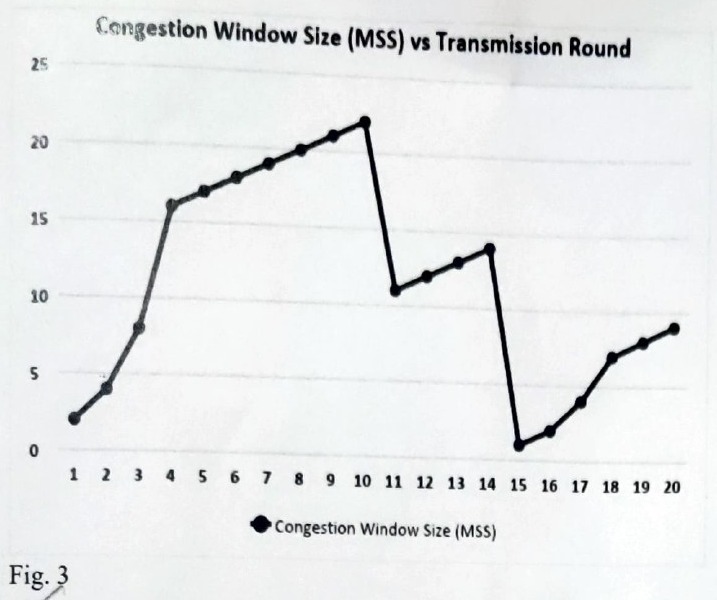 Congestion Window Size (MSS) vs Transmission Round
25
20
15
10
5
0
1 2 3 4 5 6 7 8 9 10 11 12 13 14 15 16 17 18 19 20
Congestion Window Size (MSS)
Fig. 3